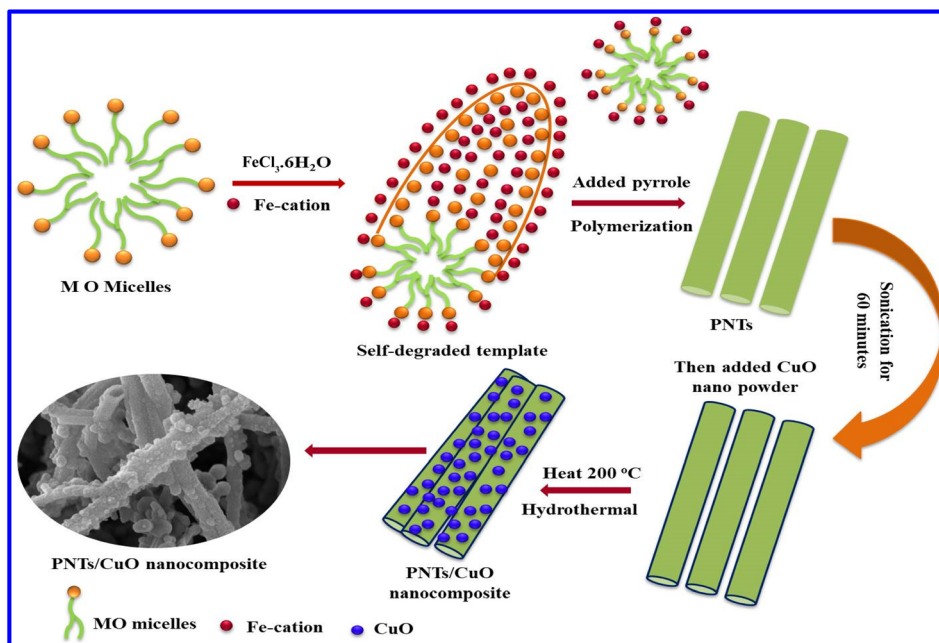 FeCl3.6H2O
Fe-cation
M O Micelles
Self-degraded template
Added pyrrole
Polymerization
PNTs
Sonication for
60 minutes
Then added CuO
nano powder
Heat 200 ºC
Hydrothermal
PNTs/CuO
nanocomposite
PNTs/CuO nanocomposite
MO micelles
Fe-cation
CuO